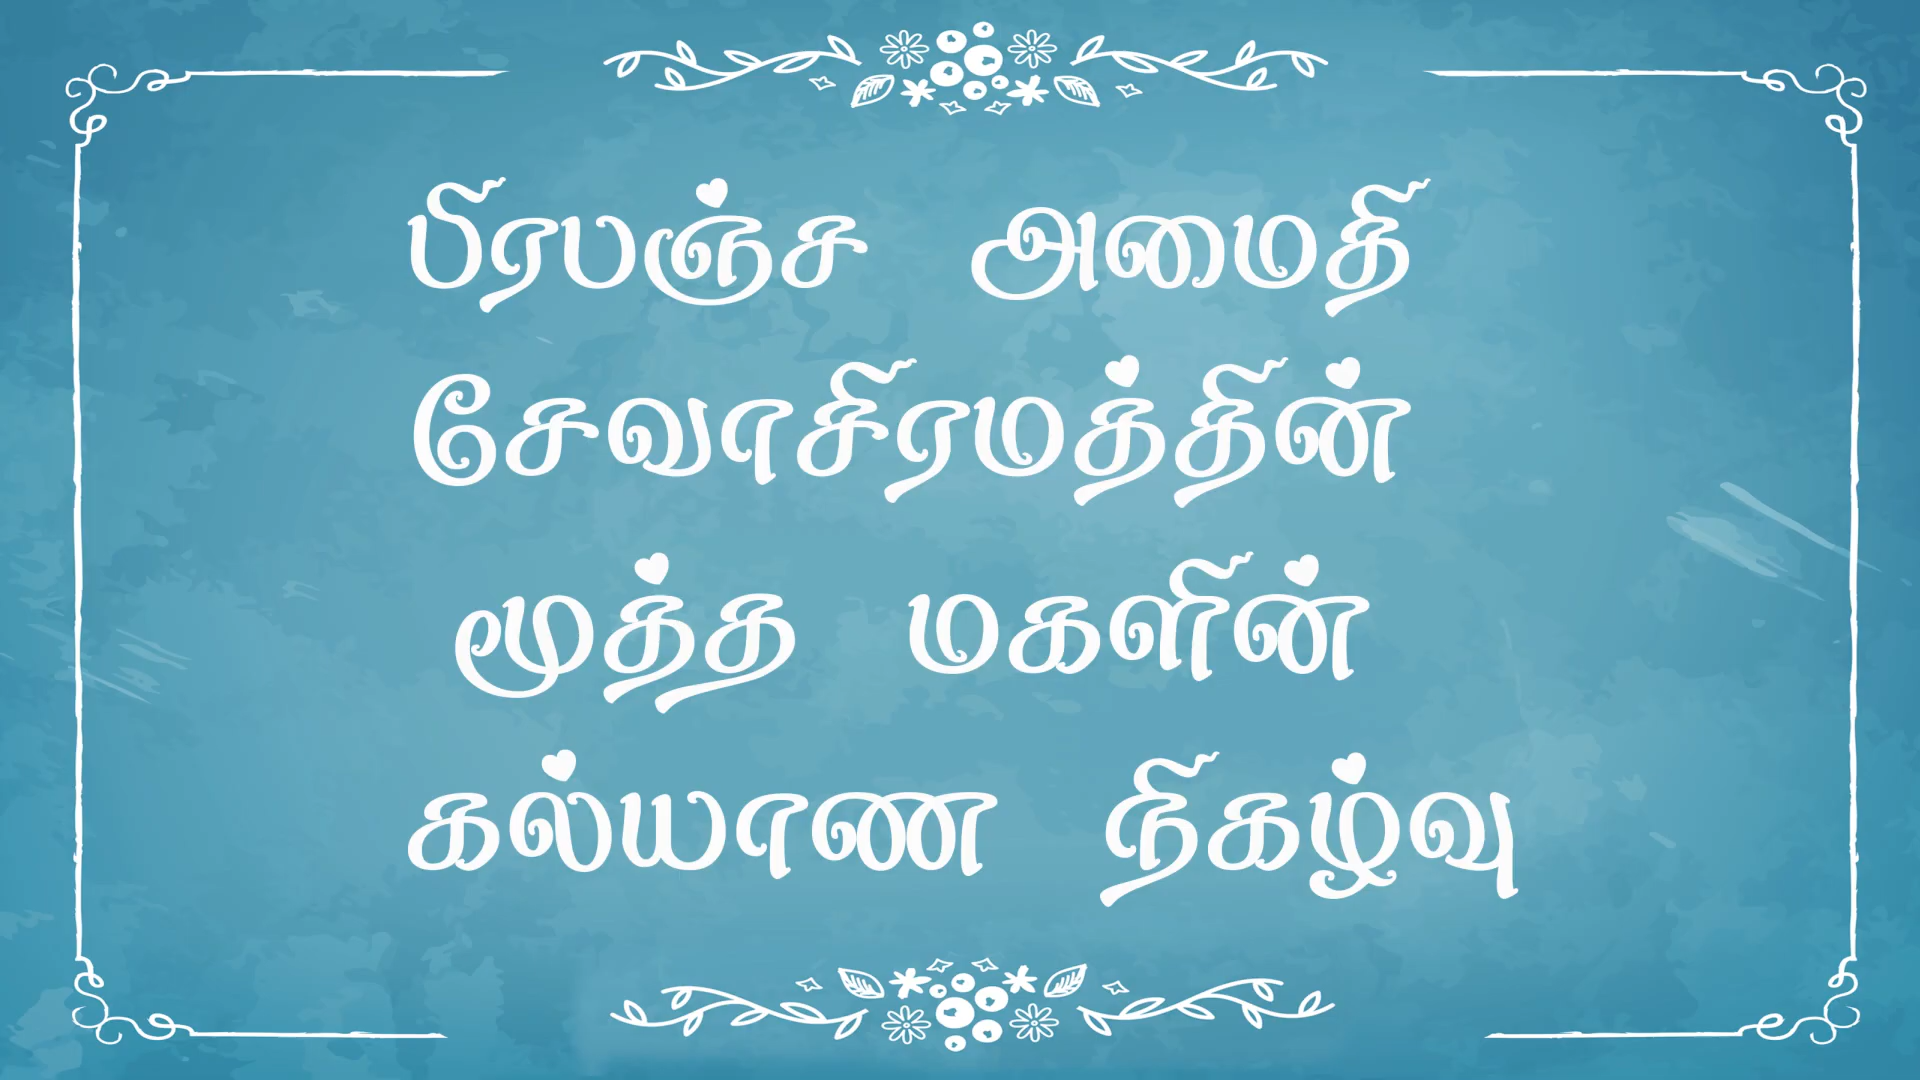 பிரபஞ்ச அமைதி
சேவாசிரமத்தின்
மூத்த மகளின்
கல்யாண நிகழ்வு